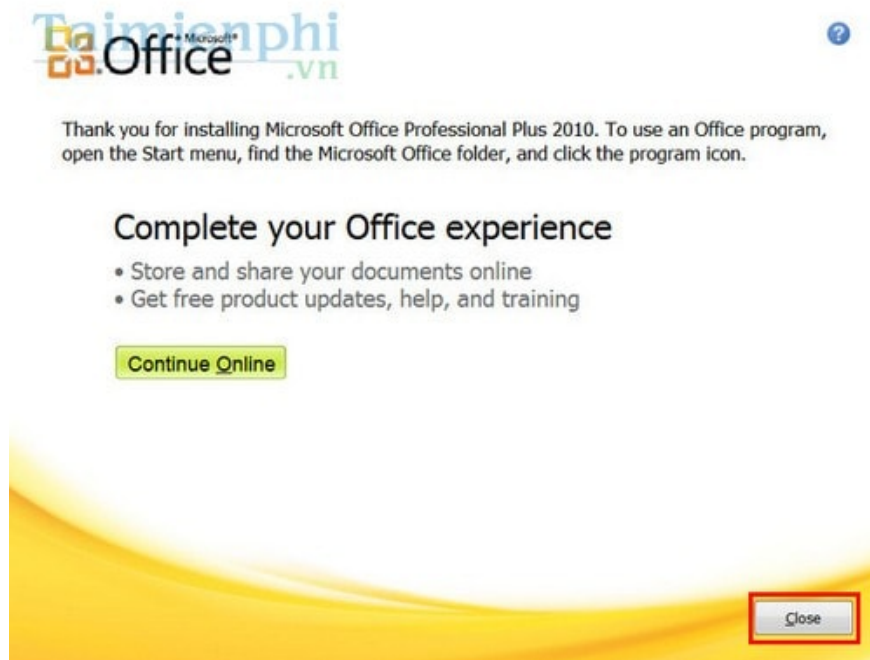 Taimienphi
.vn
Microsoft®
Office
?
Thank you for installing Microsoft Office Professional Plus 2010. To use an Office program,
open the Start menu, find the Microsoft Office folder, and click the program icon.
Complete your Office experience
• Store and share your documents online
• Get free product updates, help, and training
Continue Online
Close